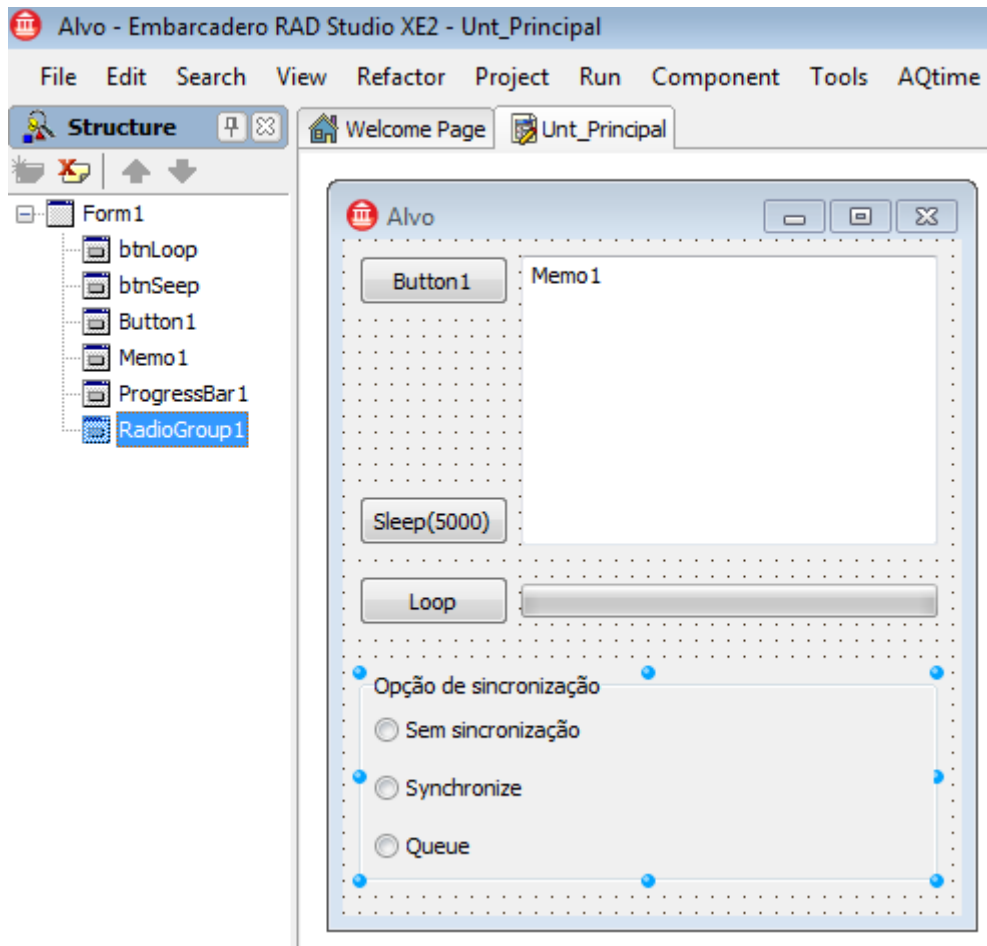 Alvo - Embarcadero RAD Studio XE2 - Unt_Principal
File Edit Search View Refactor Project Run Component Tools AQtime
Structure
Welcome Page
Unt_Principal
Form1
btnLoop
btnSeep
Button1
Memo1
ProgressBar1
RadioGroup1
Alvo
Button1
Memo1
Sleep(5000)
Loop
Opção de sincronização
Sem sincronização
Synchronize
Queue